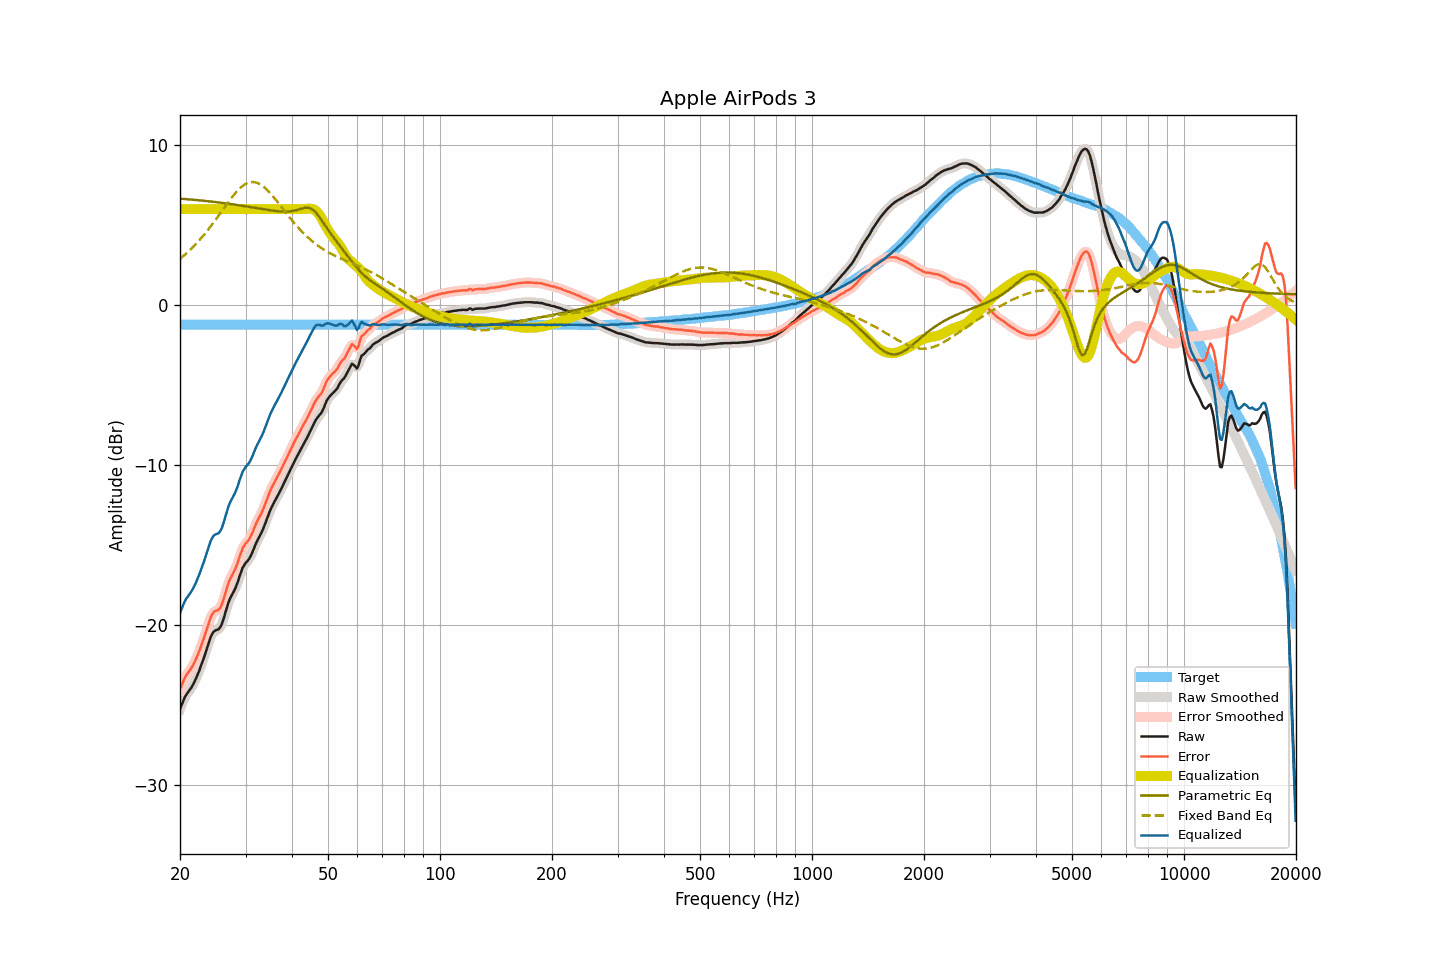 Apple AirPods 3
10
0
−10
−20
−30
Amplitude (dBr)
20
50
100
200
500
1000
2000
5000
10000
20000
Frequency (Hz)
Target
Raw Smoothed
Error Smoothed
Raw
Error
Equalization
Parametric Eq
Fixed Band Eq
Equalized